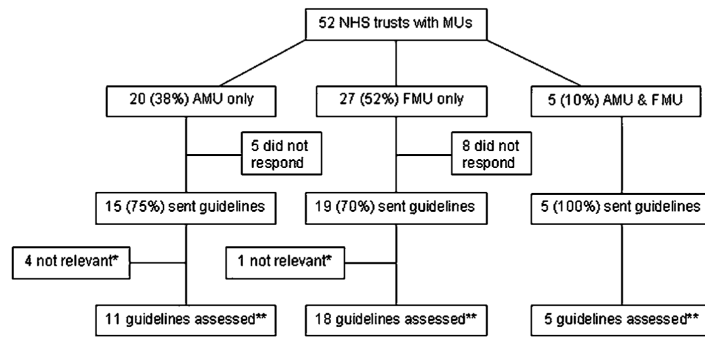 52 NHS trusts with MUs
20 (38%) AMU only
27 (52%) FMU only
5 (10%) AMU & FMU
5 did not
respond
8 did not
respond
15 (75%) sent guidelines
19 (70%) sent guidelines
5 (100%) sent guidelines
4 not relevant*
1 not relevant*
11 guidelines assessed**
18 guidelines assessed**
5 guidelines assessed**